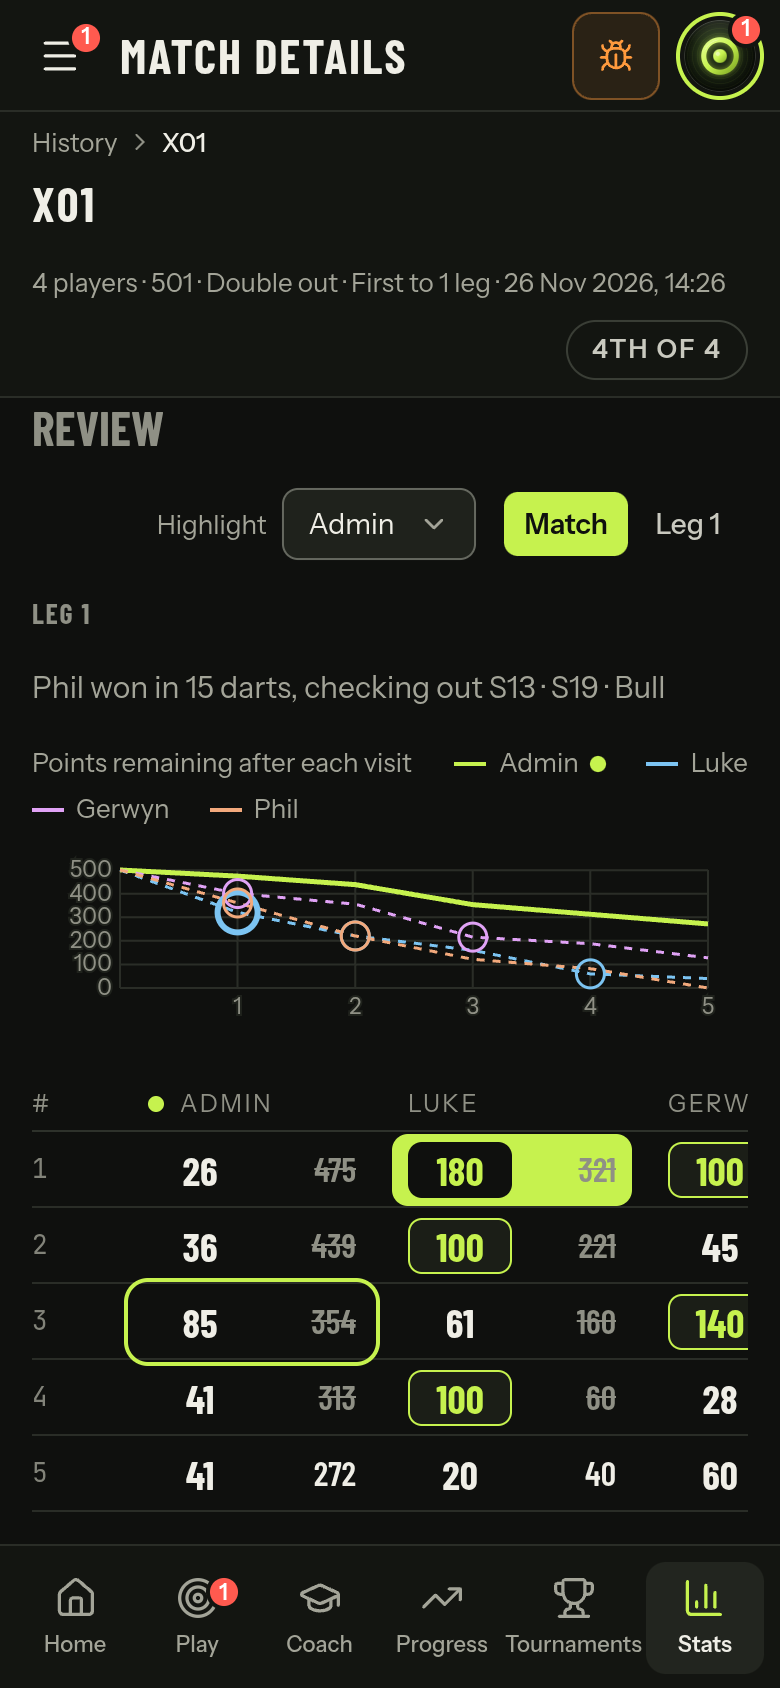 1
MATCH DETAILS
1
History > X01
X01
4 players · 501 · Double out · First to 1 leg · 26 Nov 2026, 14:26
4TH OF 4
REVIEW
Highlight Admin Match Leg 1
LEG 1
Phil won in 15 darts, checking out S13 · S19 · Bull
Points remaining after each visit Admin Luke
Gerwyn Phil
500
400
300
200
100
0
1 2 3 4 5
# ADMIN LUKE GERW
1 26 475 180 321 100
2 36 439 100 221 45
3 85 354 61 160 140
4 41 313 100 60 28
5 41 272 20 40 60
1
Home Play Coach Progress Tournaments Stats